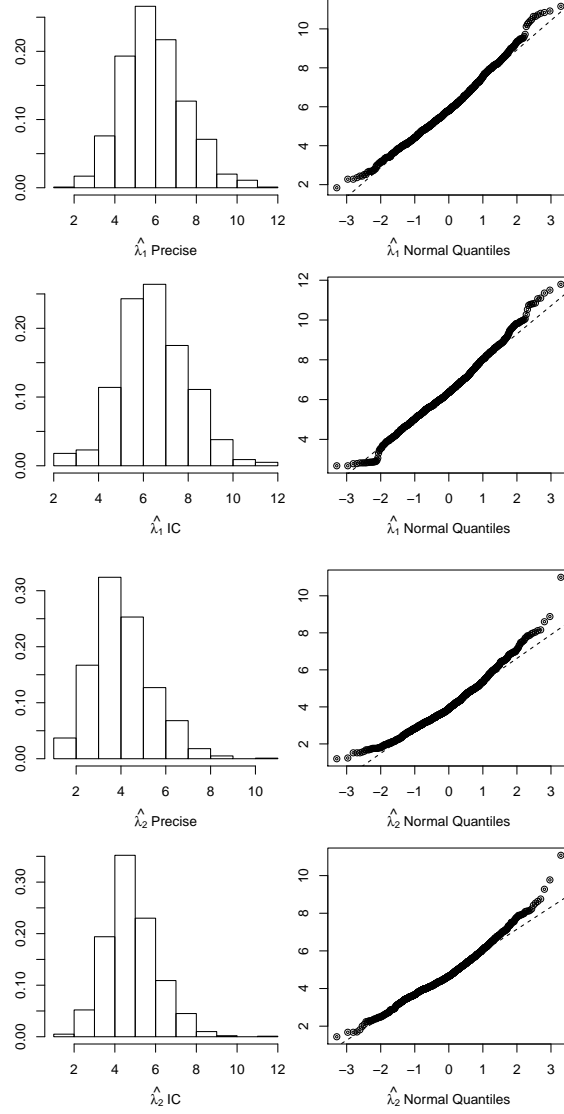 0.00 0.10 0.20
2 4 6 8 10 12
λ̂₁ Precise
2 4 6 8 10
−3 −2 −1 0 1 2 3
λ̂₁ Normal Quantiles
0.00 0.10 0.20
2 4 6 8 10 12
λ̂₁ IC
4 6 8 10 12
−3 −2 −1 0 1 2 3
λ̂₁ Normal Quantiles
0.00 0.10 0.20 0.30
2 4 6 8 10
λ̂₂ Precise
2 4 6 8 10
−3 −2 −1 0 1 2 3
λ̂₂ Normal Quantiles
0.00 0.10 0.20 0.30
2 4 6 8 10 12
λ̂₂ IC
2 4 6 8 10
−3 −2 −1 0 1 2 3
λ̂₂ Normal Quantiles